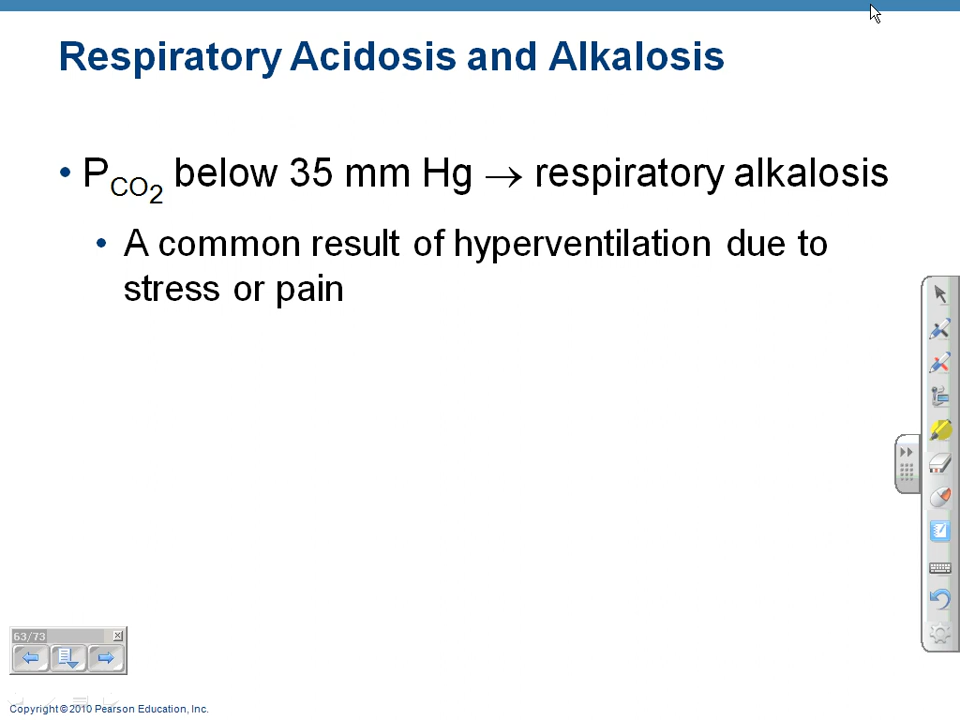 Respiratory Acidosis and Alkalosis
• PCO2 below 35 mm Hg → respiratory alkalosis
• A common result of hyperventilation due to
stress or pain
63/73
Copyright © 2010 Pearson Education, Inc.